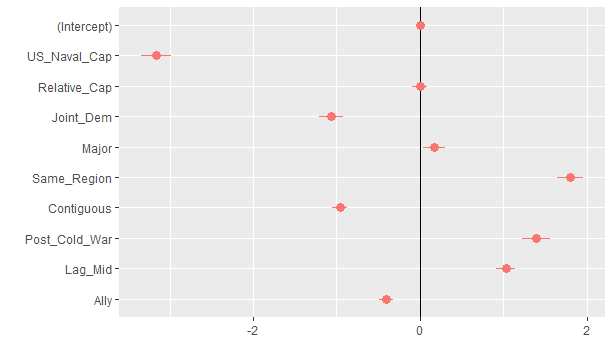 (Intercept)
US_Naval_Cap
Relative_Cap
Joint_Dem
Major
Same_Region
Contiguous
Post_Cold_War
Lag_Mid
Ally
-2 0 2